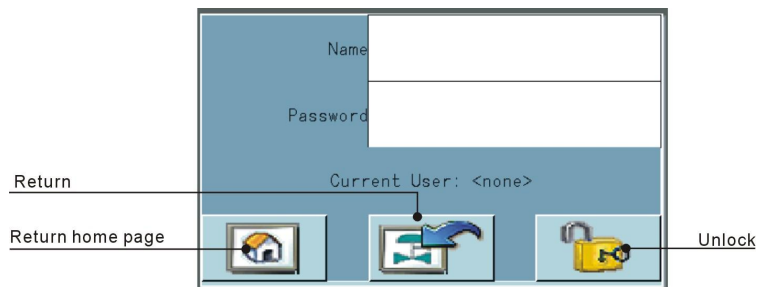 Name
Password
Current User: <none>
Return
Return home page
Unlock